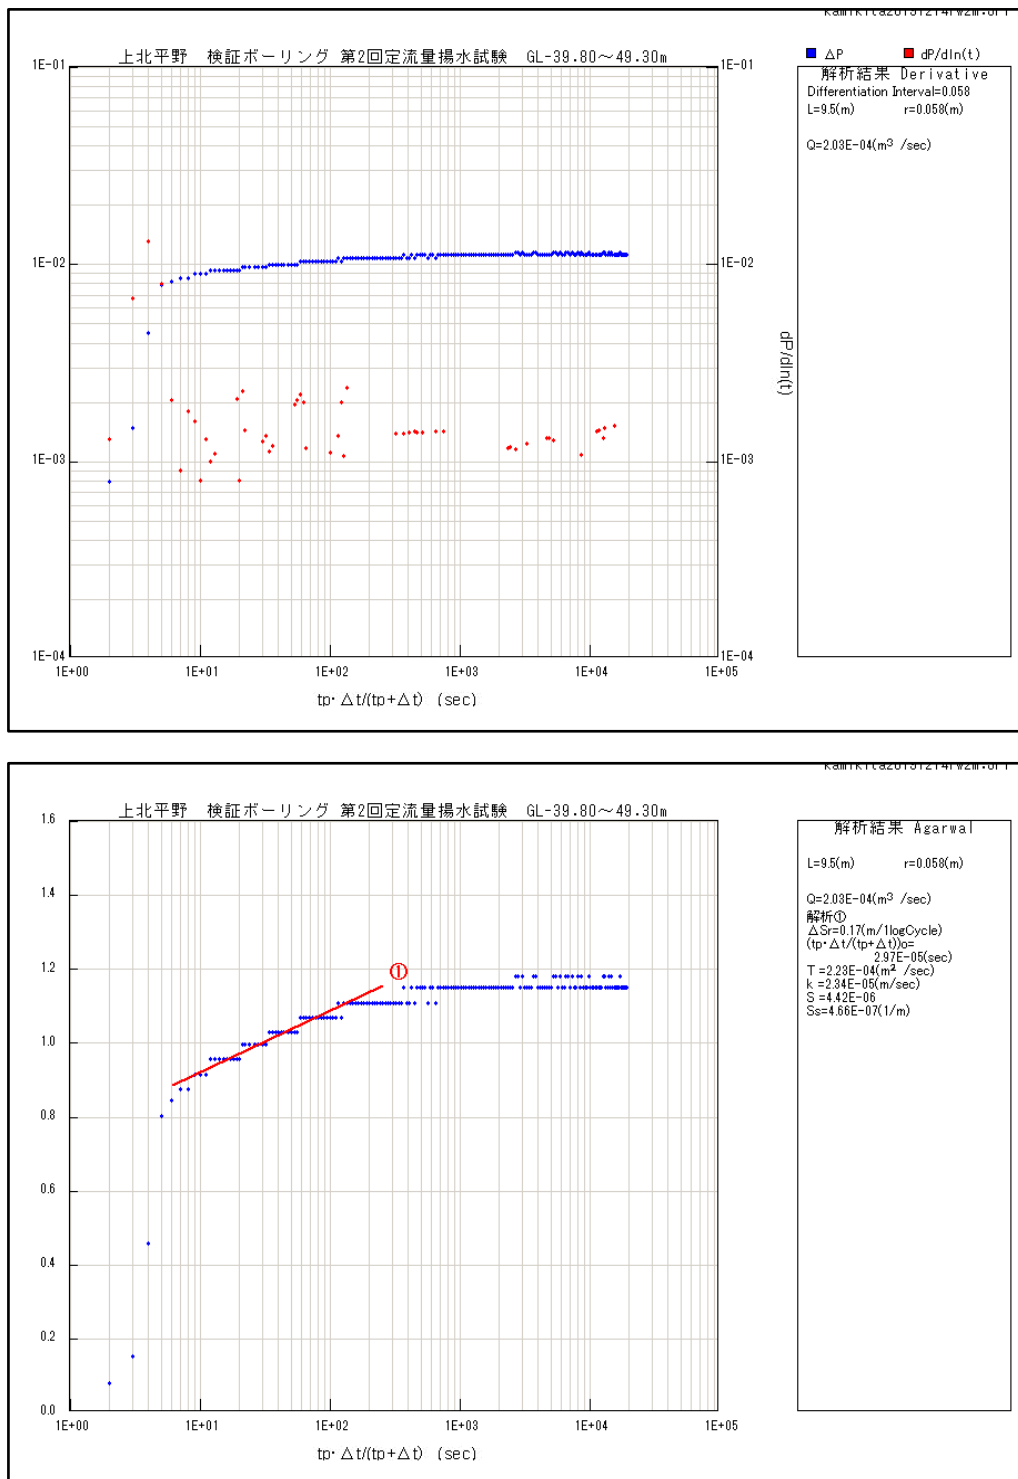 上北平野 検証ボーリング 第2回定流量揚水試験 GL-39.80～49.30m
ΔP
dP/dln(t)
1E-01
1E-02
1E-03
1E-04
1E-01
1E-02
1E-03
1E-04
dP/dln(t)
1E+00
1E+01
1E+02
1E+03
1E+04
1E+05
tp・Δt/(tp+Δt) (sec)
解析結果 Derivative
Differentiation Interval=0.058
L=9.5(m) r=0.058(m)
Q=2.03E-04(m³ /sec)
上北平野 検証ボーリング 第2回定流量揚水試験 GL-39.80～49.30m
1.6
1.4
1.2
1.0
0.8
0.6
0.4
0.2
0.0
①
1E+00
1E+01
1E+02
1E+03
1E+04
1E+05
tp・Δt/(tp+Δt) (sec)
解析結果 Agarwal
L=9.5(m) r=0.058(m)
Q=2.03E-04(m³ /sec)
解析①
ΔSr=0.17(m/1logCycle)
(tp・Δt/(tp+Δt))o=
2.97E-05(sec)
T =2.23E-04(m² /sec)
k =2.34E-05(m/sec)
S =4.42E-06
Ss=4.66E-07(1/m)